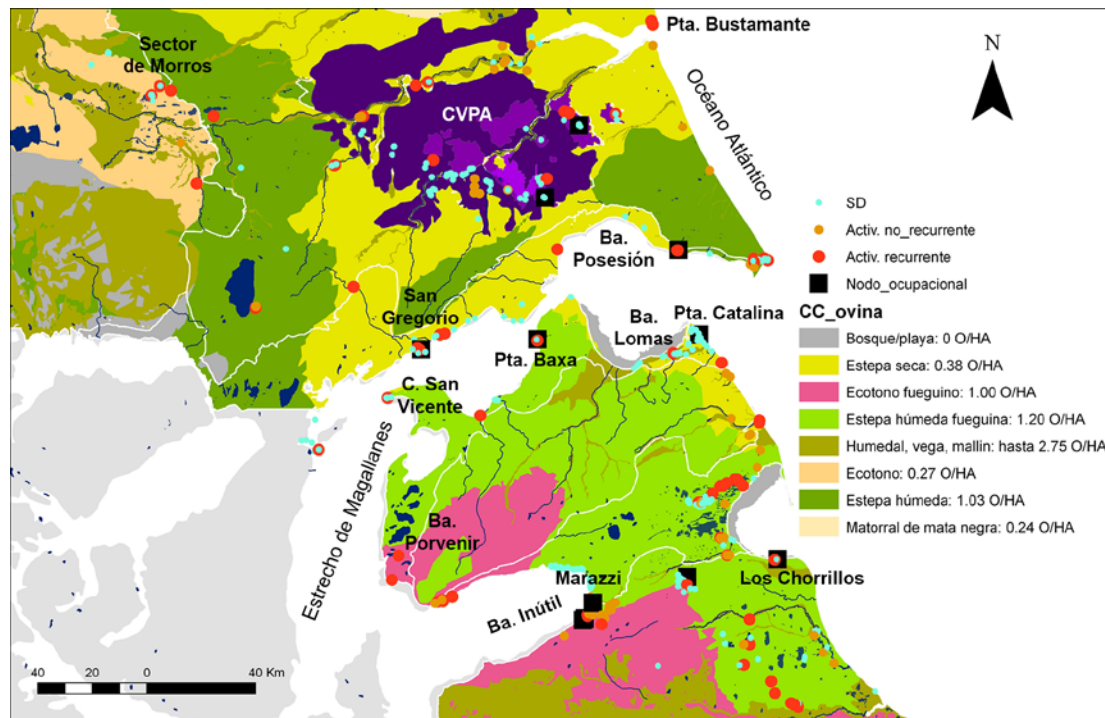 Sector
de Morros
Pta. Bustamante
N
CVPA
Océano Atlántico
SD
Activ. no_recurrente
Activ. recurrente
Nodo_ocupacional
Ba.
Posesión
San
Gregorio
Pta. Baxa
Ba.
Lomas
Pta. Catalina
CC_ovina
Bosque/playa: 0 O/HA
Estepa seca: 0.38 O/HA
Ecotono fueguino: 1.00 O/HA
Estepa húmeda fueguina: 1.20 O/HA
Humedal, vega, mallin: hasta 2.75 O/HA
Ecotono: 0.27 O/HA
Estepa húmeda: 1.03 O/HA
Matorral de mata negra: 0.24 O/HA
C. San
Vicente
Estrecho de Magallanes
Ba.
Porvenir
Marazzi
Ba. Inútil
Los Chorrillos
40 20 0 40 Km